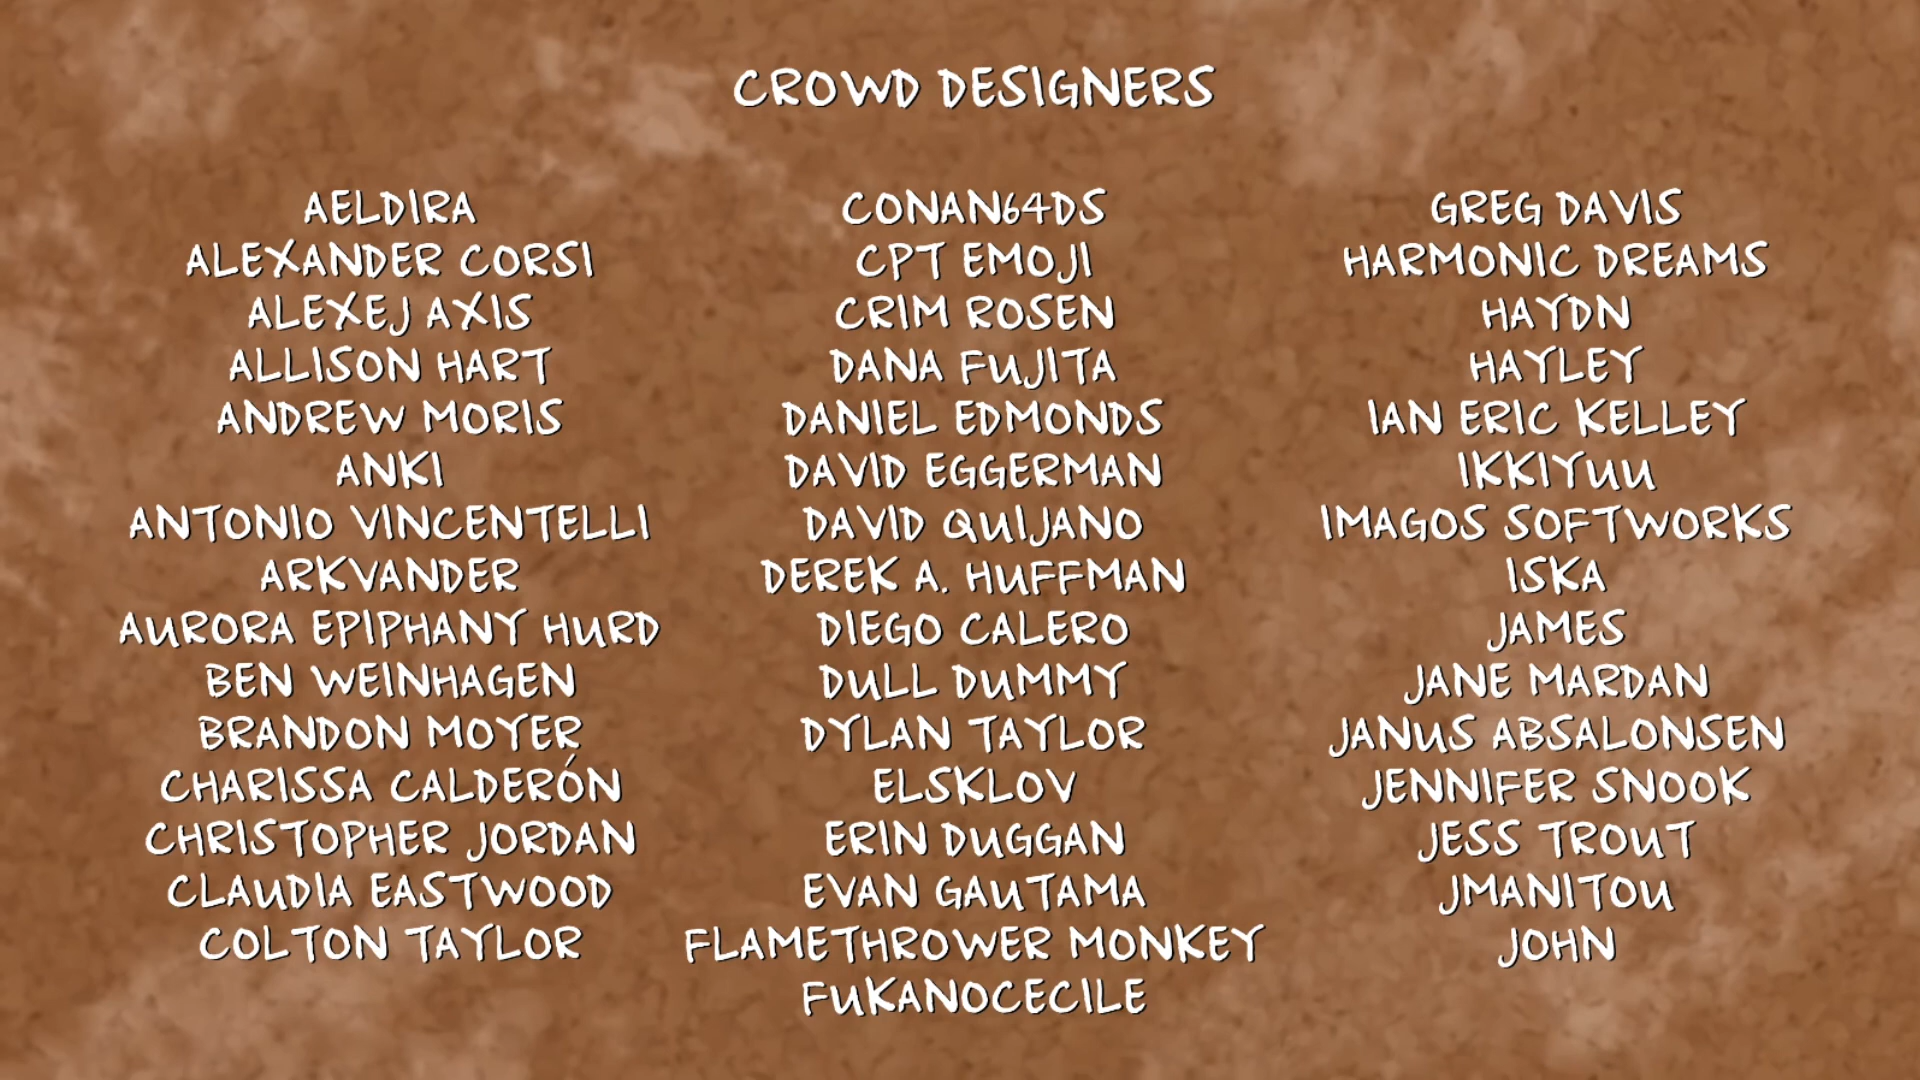 CROWD DESIGNERS
AELDIRA
ALEXANDER CORSI
ALEXEJ AXIS
ALLISON HART
ANDREW MORIS
ANKI
ANTONIO VINCENTELLI
ARKVANDER
AURORA EPIPHANY HURD
BEN WEINHAGEN
BRANDON MOYER
CHARISSA CALDERÓN
CHRISTOPHER JORDAN
CLAUDIA EASTWOOD
COLTON TAYLOR
CONAN64DS
CPT EMOJI
CRIM ROSEN
DANA FUJITA
DANIEL EDMONDS
DAVID EGGERMAN
DAVID QUIJANO
DEREK A. HUFFMAN
DIEGO CALERO
DULL DUMMY
DYLAN TAYLOR
ELSKLOV
ERIN DUGGAN
EVAN GAUTAMA
FLAMETHROWER MONKEY
FUKANOCECILE
GREG DAVIS
HARMONIC DREAMS
HAYDN
HAYLEY
IAN ERIC KELLEY
IKKIYUU
IMAGOS SOFTWORKS
ISKA
JAMES
JANE MARDAN
JANUS ABSALONSEN
JENNIFER SNOOK
JESS TROUT
JMANITOU
JOHN